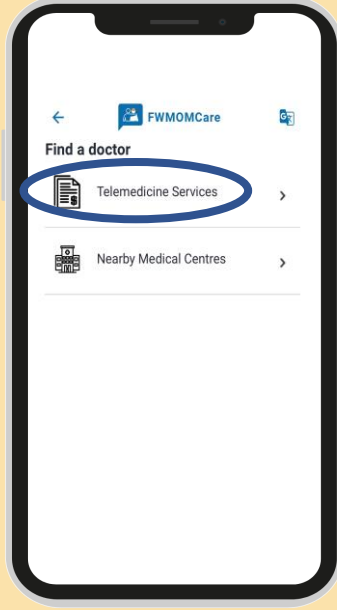 FWMOMCare
Find a doctor
Telemedicine Services
Nearby Medical Centres